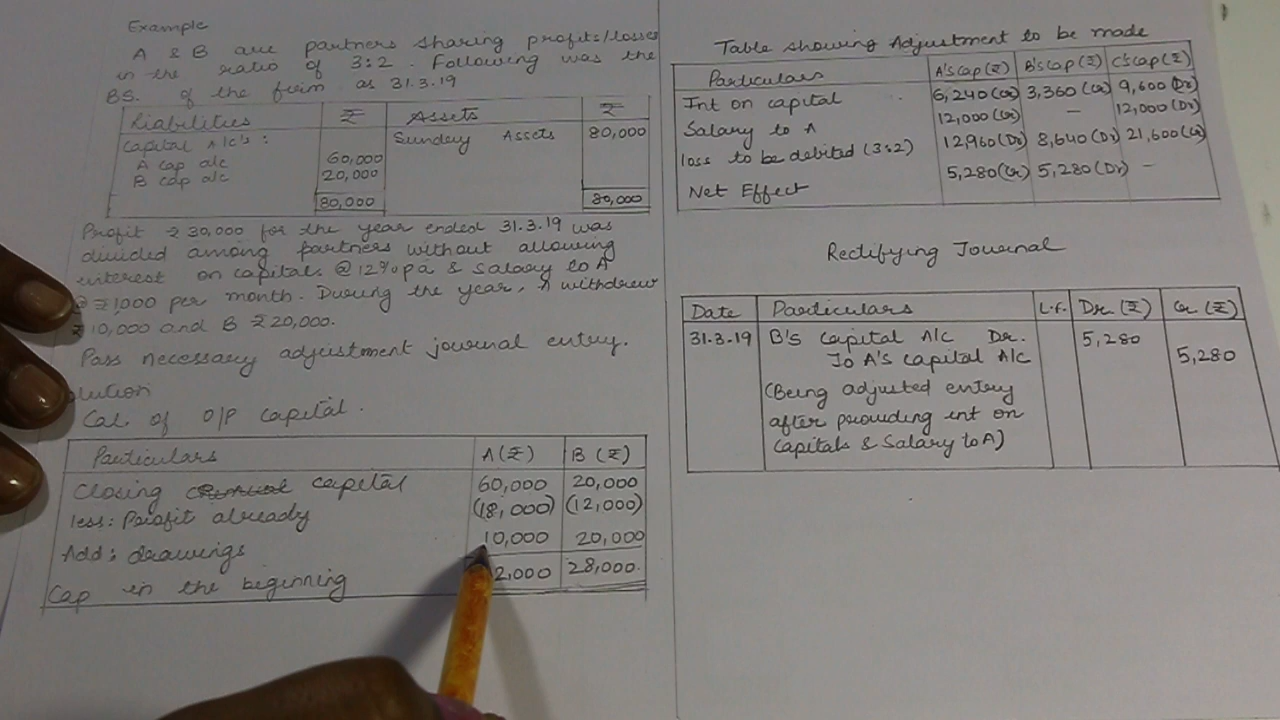 Example
A & B are partners sharing profits/losses
in the ratio of 3:2. Following was the
BS. of the firm as 31.3.19
Liabilities ₹ Assets ₹
Capital A/c's: Sundry Assets 80,000
A cap a/c 60,000
B cap a/c 20,000
80,000 80,000
Profit ₹ 30,000 for the year ended 31.3.19 was
divided among partners without allowing
interest on capitals @ 12% pa & salary to A
@ ₹1,000 per month. During the year, A withdrew
₹ 10,000 and B ₹ 20,000.
Pass necessary adjustment journal entry.
lution
Cal. of O/P capital.
Particulars A(₹) B (₹)
Closing capital 60,000 20,000
less: Profit already (18,000) (12,000)
Add: drawings 10,000 20,000
Cap in the beginning 2,000 28,000
Table showing Adjustment to be made
Particulars A's Cap(₹) B's Cap(₹) C's Cap(₹)
Int on capital 6,240(Cr) 3,360(Cr) 9,600(Dr)
Salary to A 12,000(Cr) — 12,000(Dr)
loss to be debited (3:2) 12,960(Dr) 8,640(Dr) 21,600(Cr)
Net Effect 5,280(Cr) 5,280(Dr) -
Rectifying Journal
Date Particulars L.f. Dr.(₹) Cr.(₹)
31.3.19 B's capital A/c Dr. 5,280
To A's capital A/C 5,280
(Being adjusted entry
after providing int on
capitals & Salary to A)